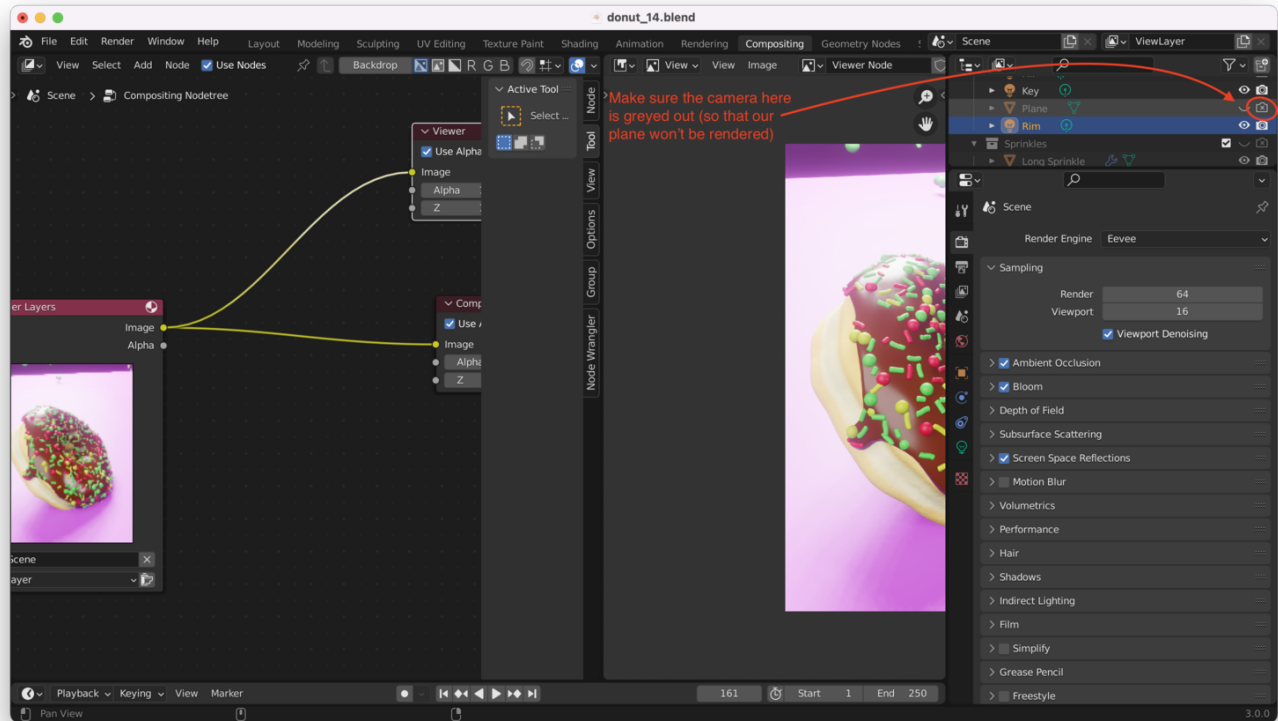 donut_14.blend
File Edit Render Window Help Layout Modeling Sculpting UV Editing Texture Paint Shading Animation Rendering Compositing Geometry Nodes Scene ViewLayer
View Select Add Node Use Nodes Backdrop R G B View View Image Viewer Node
Scene > Compositing Nodetree
Active Tool
Select ...
Node
Tool
View
Options
Group
Node Wrangler
Viewer
Use Alpha
Image
Alpha
Z
er Layers
Image
Alpha
Scene
ayer
Comp
Use A
Image
Alpha
Z
Make sure the camera here
is greyed out (so that our
plane won't be rendered)
Key
Plane
Rim
Sprinkles
Long Sprinkle
Scene
Render Engine Eevee
Sampling
Render 64
Viewport 16
Viewport Denoising
Ambient Occlusion
Bloom
Depth of Field
Subsurface Scattering
Screen Space Reflections
Motion Blur
Volumetrics
Performance
Hair
Shadows
Indirect Lighting
Film
Simplify
Grease Pencil
Freestyle
Playback Keying View Marker 161 Start 1 End 250
Pan View 3.0.0